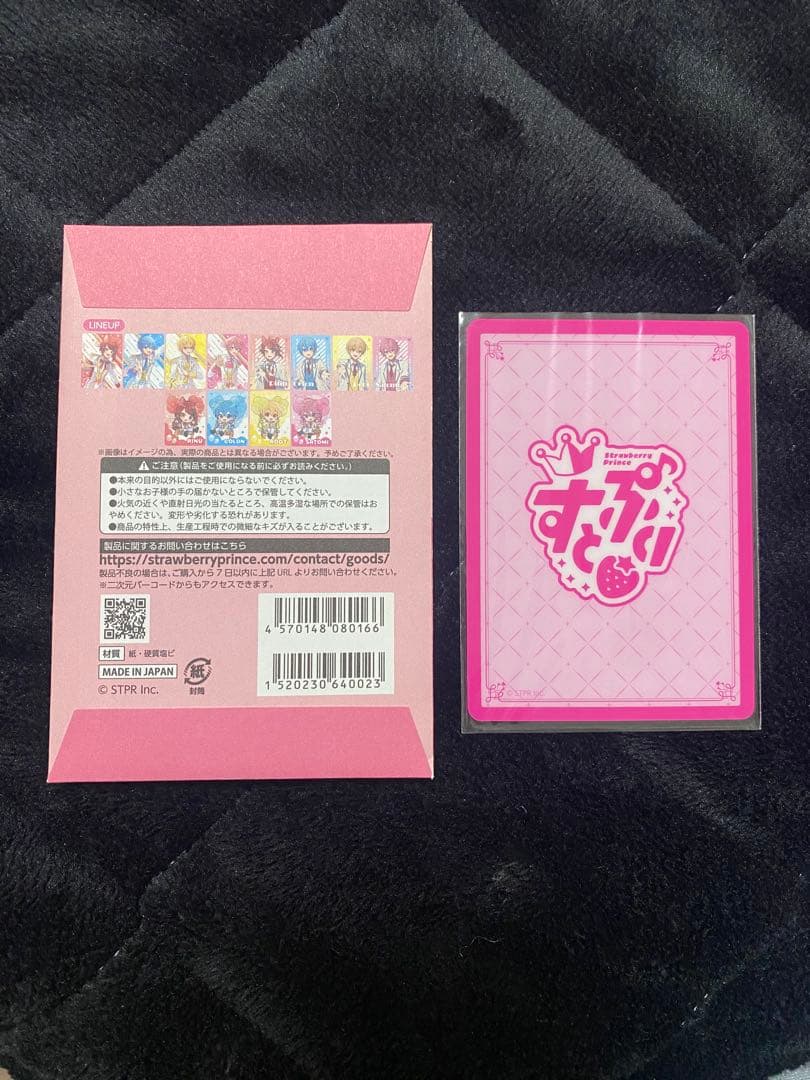 LINEUP
RINU
COLON
ROOT
SATOMI
※画像はイメージの為、実際の商品とは異なる場合がございます。予めご了承ください。
ご注意(製品をご使用になる前に必ずお読みください。)
●本来の目的以外にはご使用にならないでください。
●小さなお子様の手の届かないところで保管してください。
●火気の近くや直射日光の当たるところ、高温多湿な場所での保管はお
やめください。変形や劣化する恐れがあります。
●商品の特性上、生産工程時での微細なキズが入ることがございます。
製品に関するお問い合わせはこちら
https://strawberryprince.com/contact/goods/
製品不良の場合は、ご購入から7日以内に上記URLよりお問い合わせください。
※二次元バーコードからもアクセスできます。
4 570148 080166
材質 紙・硬質塩ビ
MADE IN JAPAN
紙
封筒
1 520230 640023
© STPR Inc.
Strawberry
Prince
すとぷり
© STPR Inc.